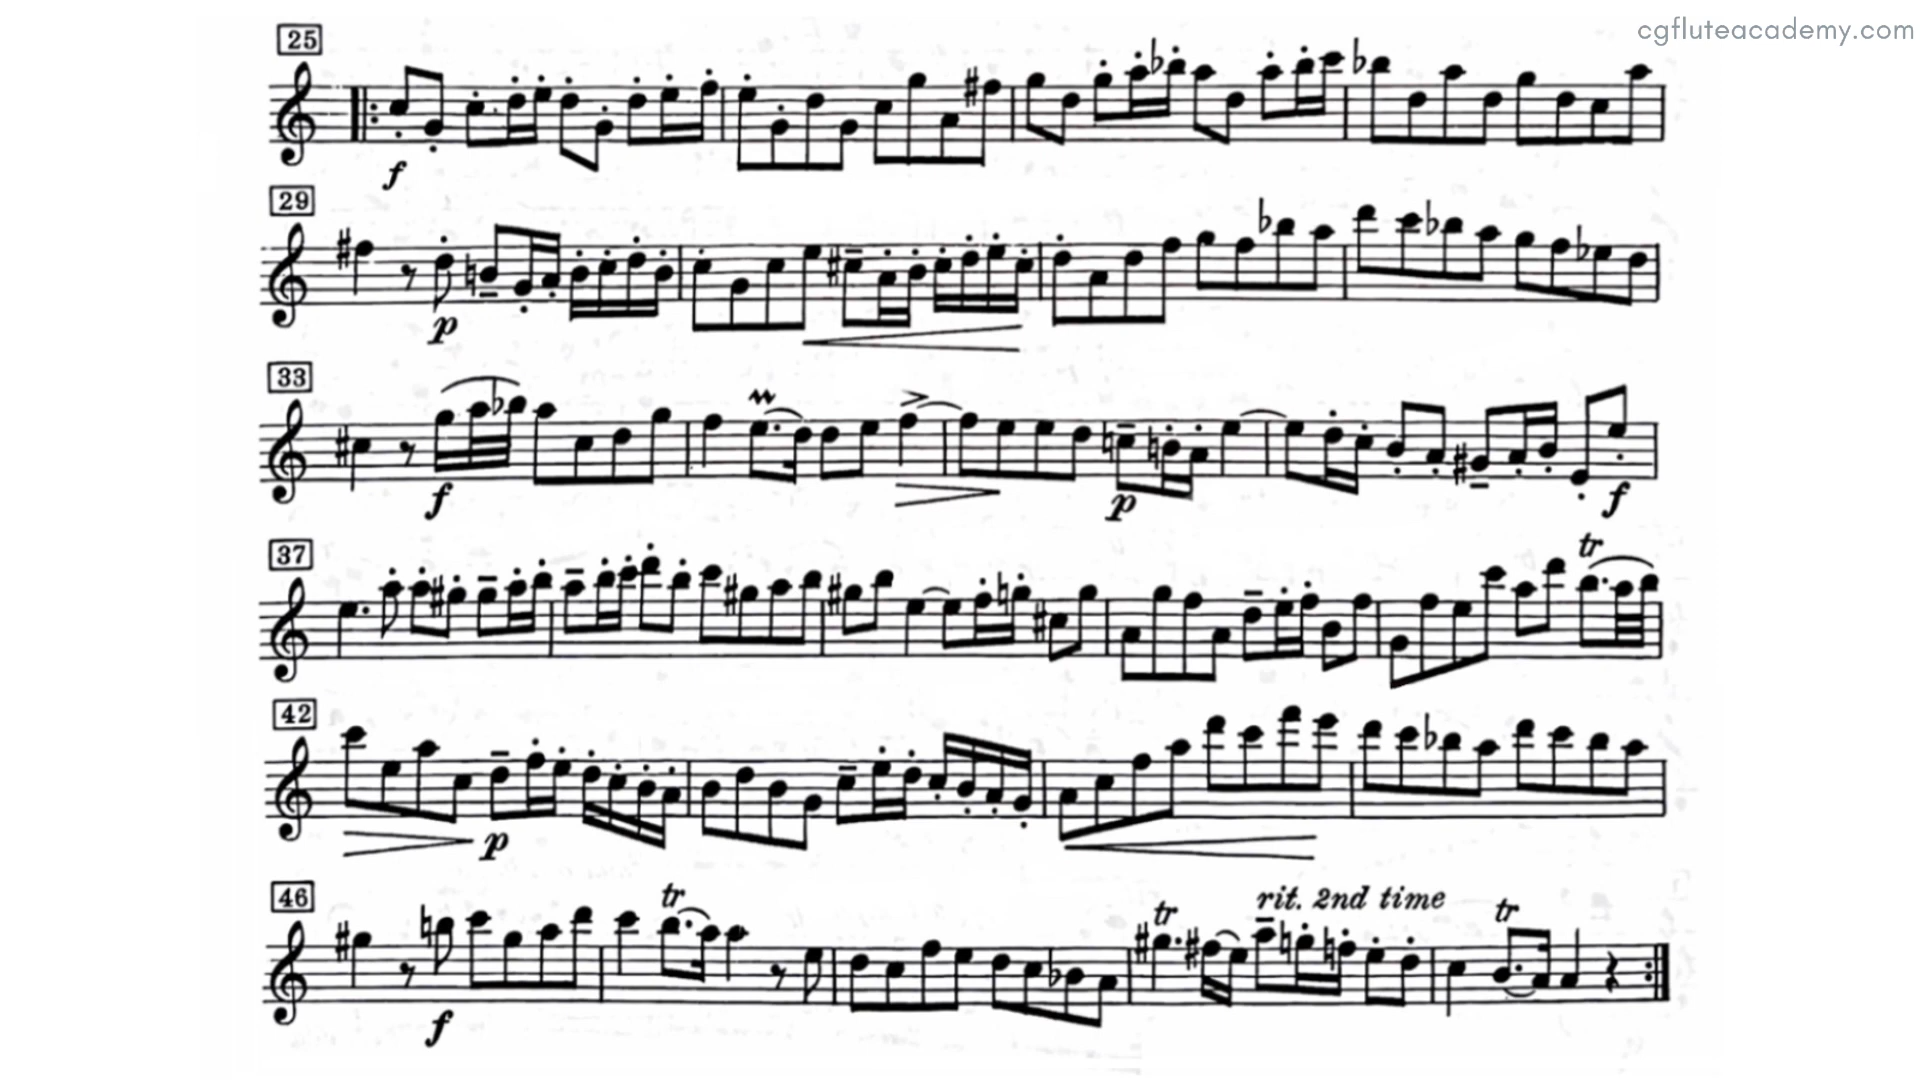 cgfluteacademy.com
25
f
29
p
33
f
p
f
37
tr
42
p
46
tr
tr
rit. 2nd time
tr
f